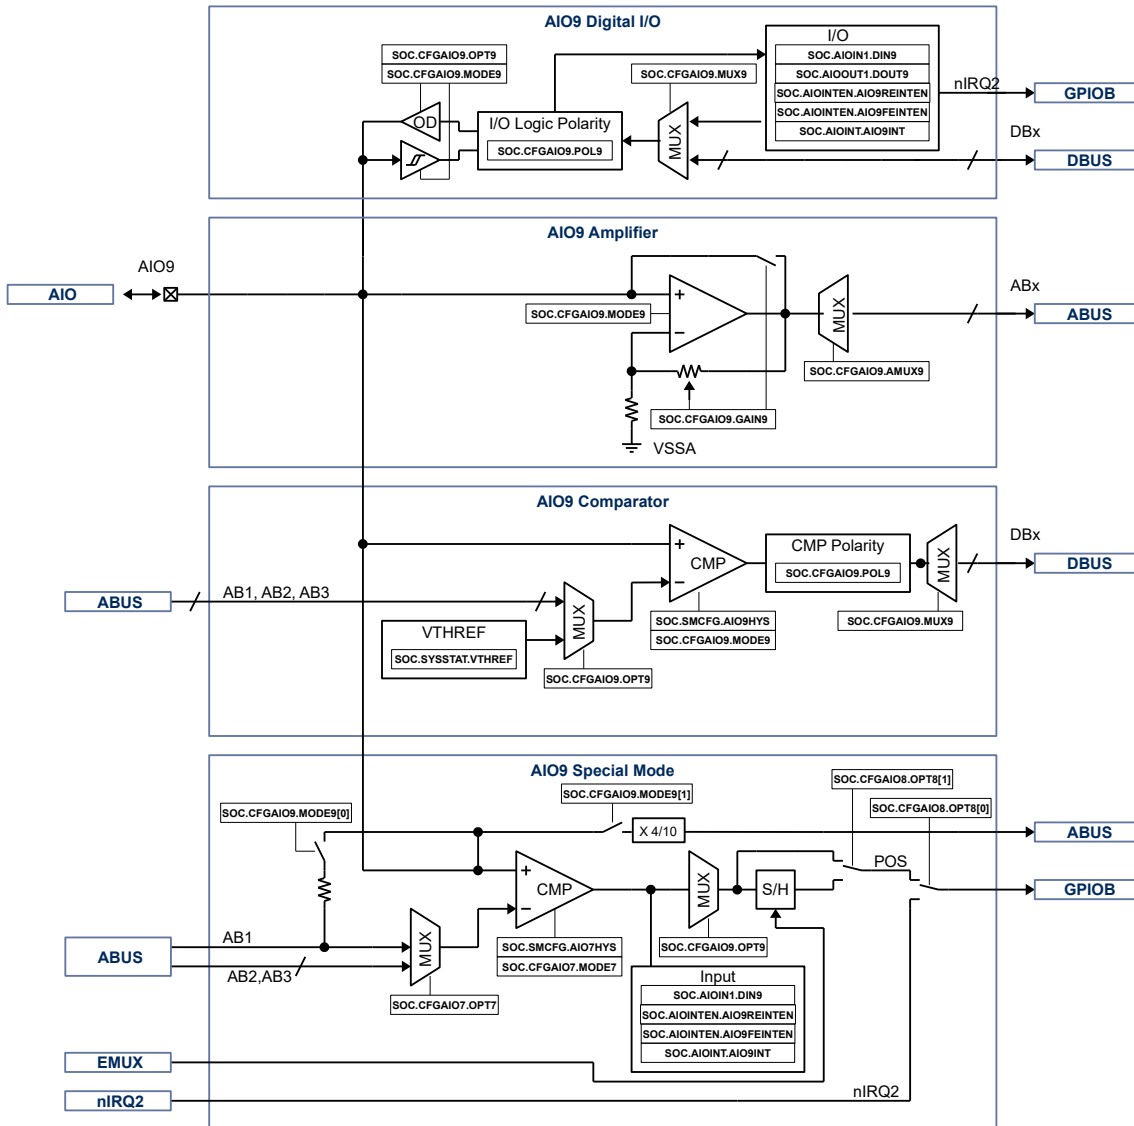 AIO9 Digital I/O
SOC.CFGAIO9.OPT9
SOC.CFGAIO9.MODE9
SOC.CFGAIO9.MUX9
I/O
SOC.AIOIN1.DIN9
SOC.AIOOUT1.DOUT9
SOC.AIOINTEN.AIO9REINTEN
SOC.AIOINTEN.AIO9FEINTEN
SOC.AIOINT.AIO9INT
nIRQ2
GPIOB
OD
I/O Logic Polarity
SOC.CFGAIO9.POL9
MUX
DBx
DBUS
AIO9 Amplifier
AIO9
AIO
+
SOC.CFGAIO9.MODE9
−
MUX
ABx
ABUS
SOC.CFGAIO9.AMUX9
SOC.CFGAIO9.GAIN9
VSSA
AIO9 Comparator
+
CMP
−
CMP Polarity
SOC.CFGAIO9.POL9
MUX
DBx
DBUS
ABUS
AB1, AB2, AB3
MUX
VTHREF
SOC.SYSSTAT.VTHREF
SOC.SMCFG.AIO9HYS
SOC.CFGAIO9.MODE9
SOC.CFGAIO9.MUX9
SOC.CFGAIO9.OPT9
AIO9 Special Mode
SOC.CFGAIO8.OPT8[1]
SOC.CFGAIO9.MODE9[1]
SOC.CFGAIO9.MODE9[0]
SOC.CFGAIO8.OPT8[0]
X 4/10
ABUS
+
CMP
−
MUX
S/H
POS
GPIOB
ABUS
AB1
AB2,AB3
MUX
SOC.SMCFG.AIO7HYS
SOC.CFGAIO7.MODE7
SOC.CFGAIO9.OPT9
SOC.CFGAIO7.OPT7
Input
SOC.AIOIN1.DIN9
SOC.AIOINTEN.AIO9REINTEN
SOC.AIOINTEN.AIO9FEINTEN
SOC.AIOINT.AIO9INT
EMUX
nIRQ2
nIRQ2